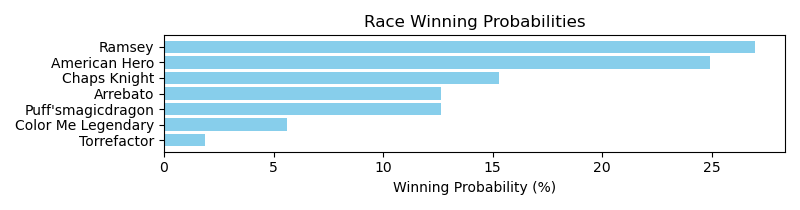 Race Winning Probabilities
Ramsey
American Hero
Chaps Knight
Arrebato
Puff'smagicdragon
Color Me Legendary
Torrefactor
0 5 10 15 20 25
Winning Probability (%)